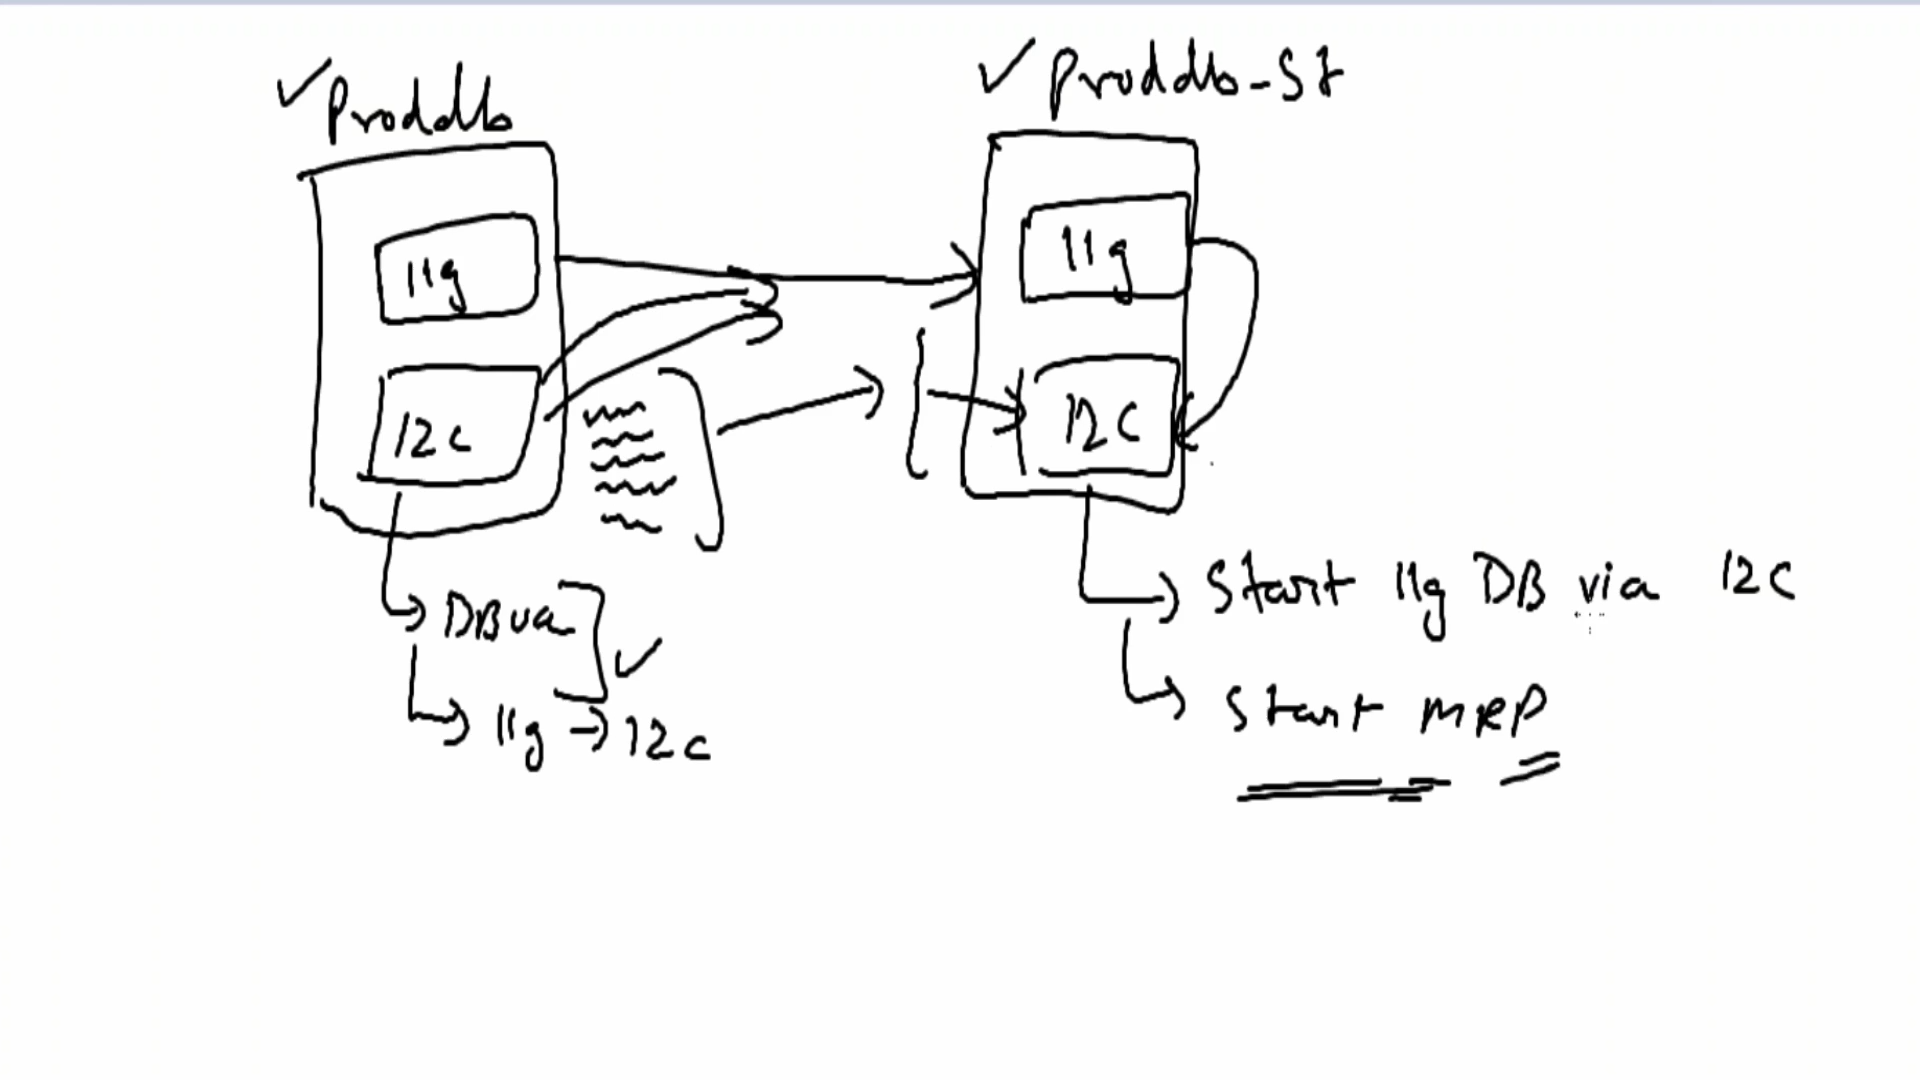 Proddb
Proddb-St
11g
12c
11g
12C
DBua
11g → 12c
Start 11g DB via 12C
Start MRP